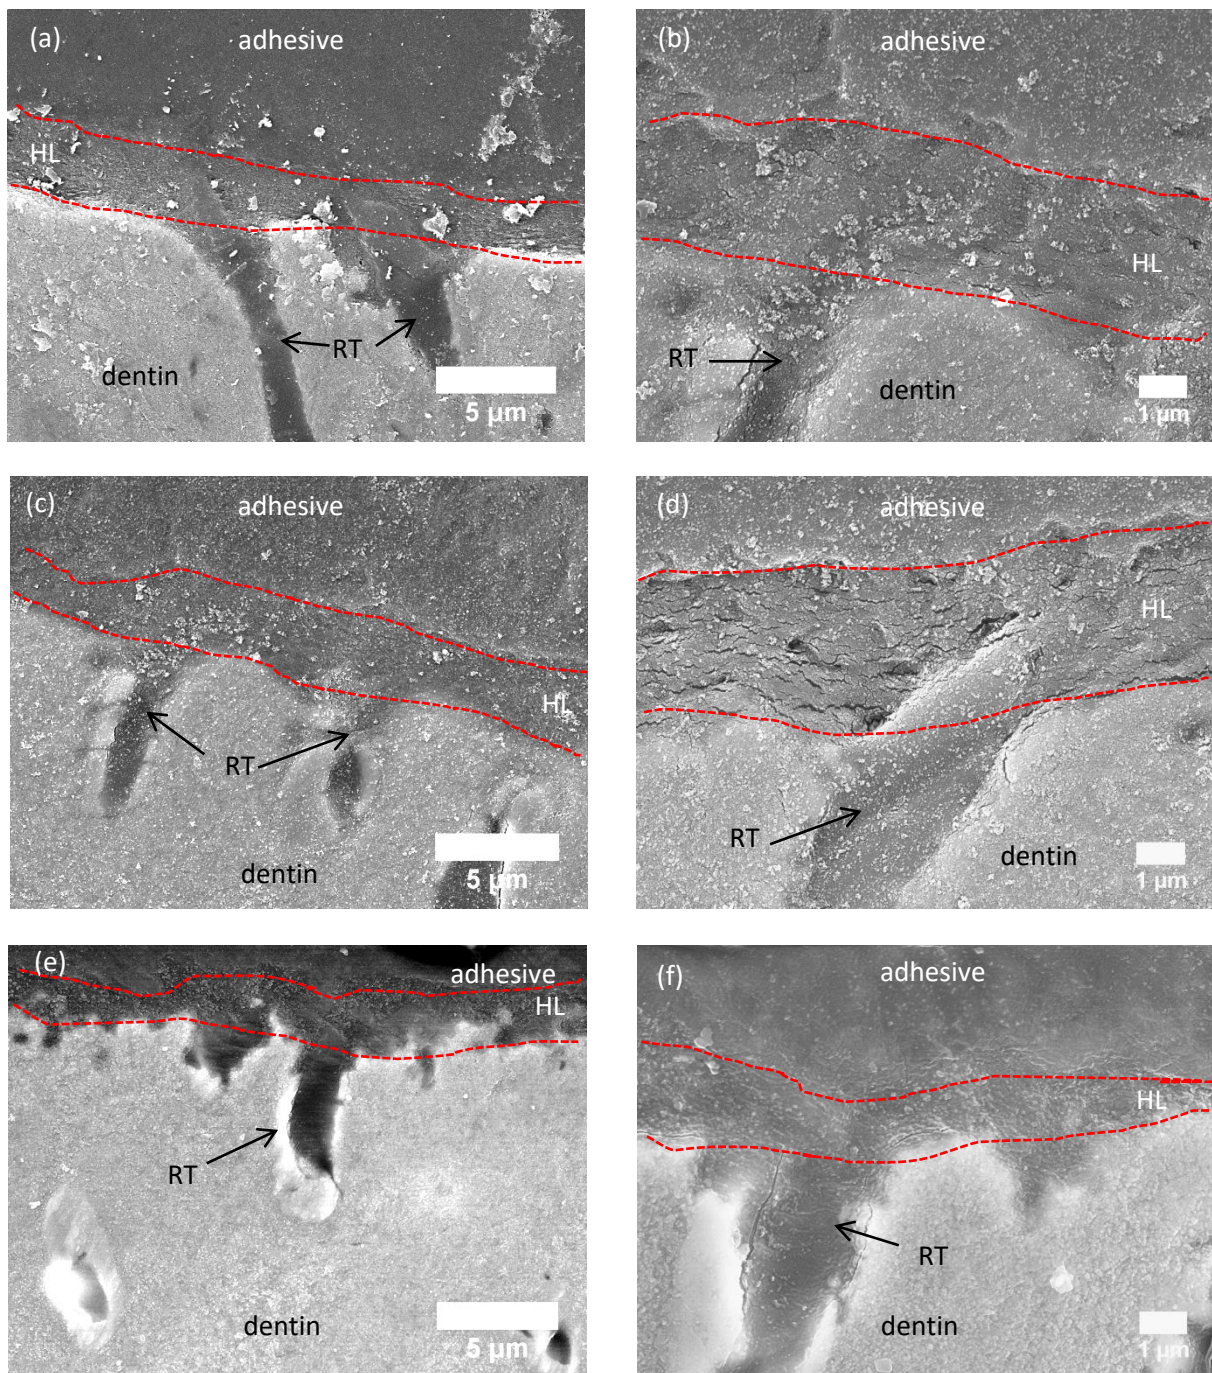 (a) adhesive
HL
RT
dentin
5 µm
(b) adhesive
HL
RT
dentin
1 µm
(c) adhesive
HL
RT
dentin
5 µm
(d) adhesive
HL
RT
dentin
1 µm
(e) adhesive
HL
RT
dentin
5 µm
(f) adhesive
HL
RT
dentin
1 µm